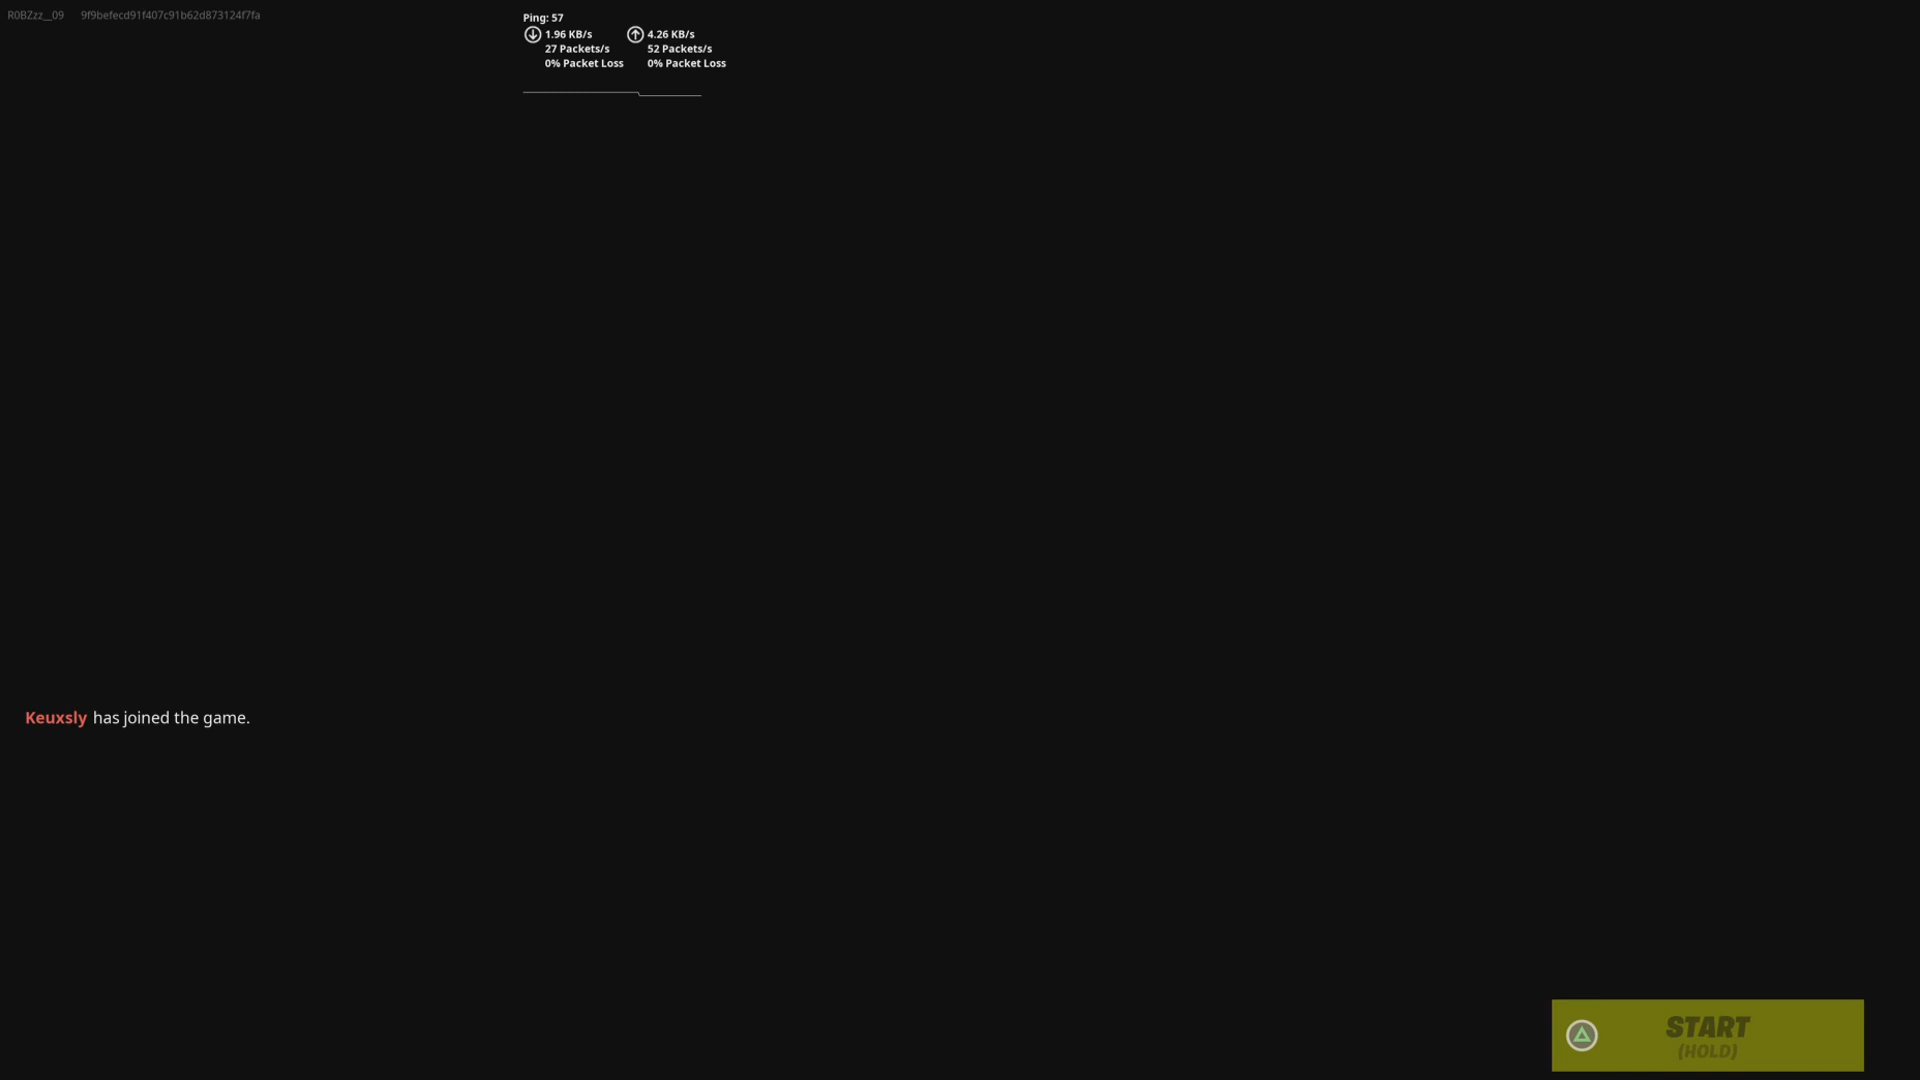 R0BZzz__09 9f9befecd91f407c91b62d873124f7fa
Ping: 57
1.96 KB/s 4.26 KB/s
27 Packets/s 52 Packets/s
0% Packet Loss 0% Packet Loss
Keuxsly has joined the game.
START
(HOLD)